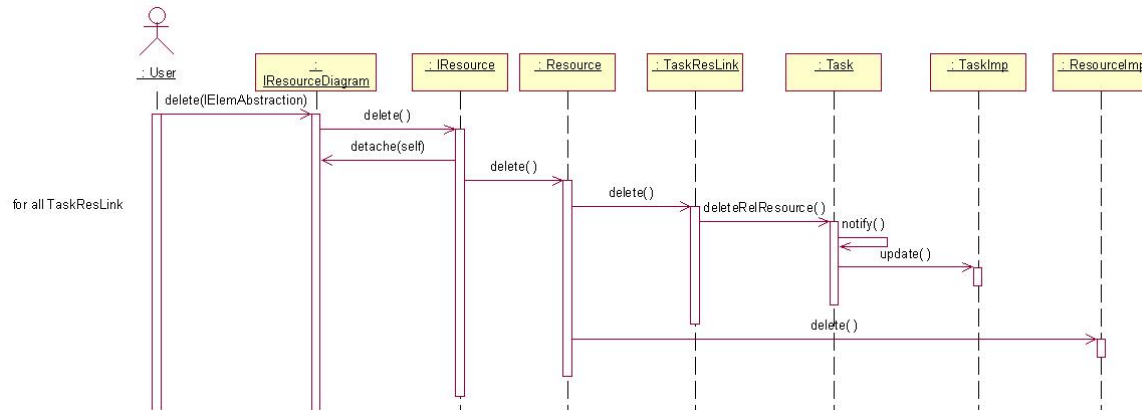 : User
:
IResourceDiagram
: IResource
: Resource
: TaskResLink
: Task
: TaskImp
: ResourceImp
delete(IElemAbstraction)
delete( )
detache(self)
delete( )
for all TaskResLink
delete( )
deleteRelResource( )
notify( )
update( )
delete( )